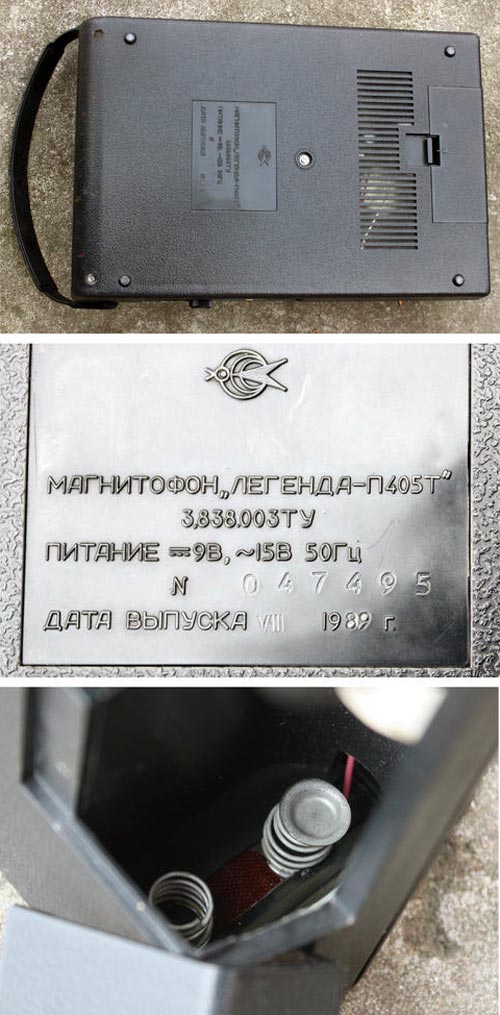 МАГНИТОФОН „ЛЕГЕНДА-П405Т"
3.838.003ТУ
ПИТАНИЕ ⎓9В, ~15В 50Гц
N 047495
ДАТА ВЫПУСКА VIII 1989 г.